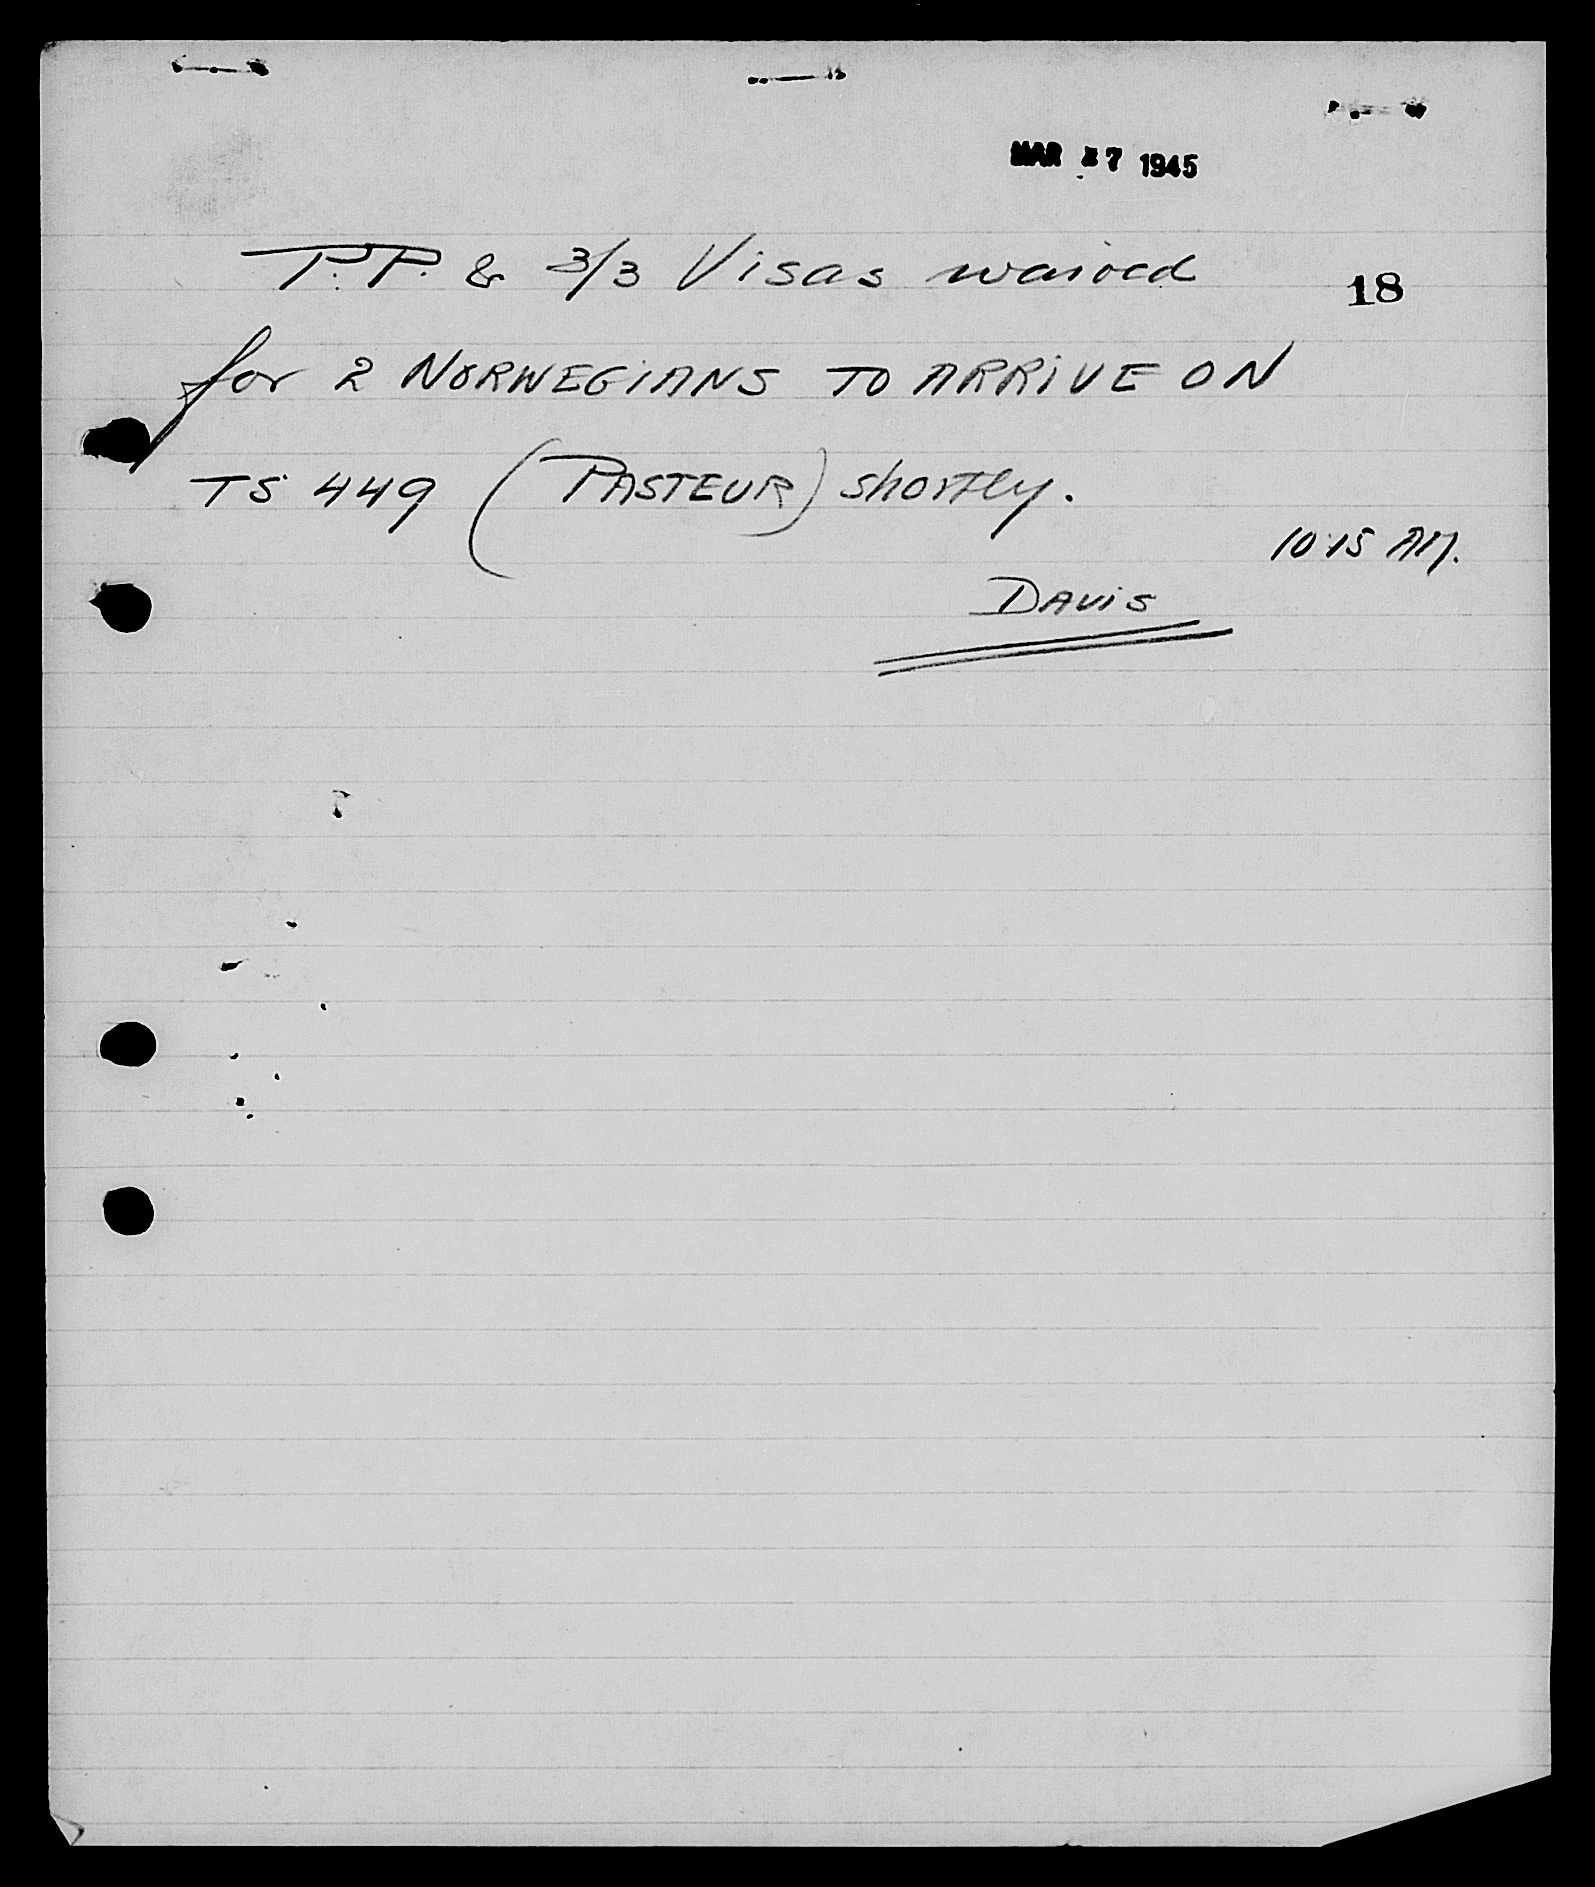 MAR 7 1945
P.P. & 3/3 Visas waived
18
for 2 NORWEGIANS TO ARRIVE ON
TS 449 (PASTEUR) shortly.
10:15 AM.
DAVIS